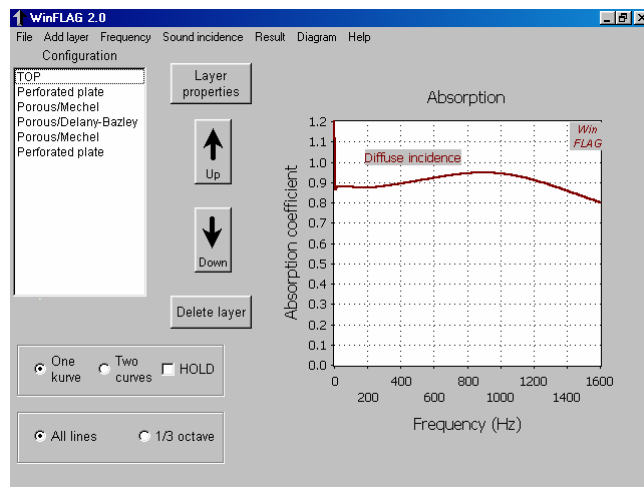 WinFLAG 2.0
File Add layer Frequency Sound incidence Result Diagram Help
Configuration
TOP
Perforated plate
Porous/Mechel
Porous/Delany-Bazley
Porous/Mechel
Perforated plate
Layer
properties
Up
Down
Delete layer
One
kurve
Two
curves
HOLD
All lines
1/3 octave
Absorption
Win
FLAG
Diffuse incidence
Absorption coefficient
1.2
1.1
1.0
0.9
0.8
0.7
0.6
0.5
0.4
0.3
0.2
0.1
0.0
0 400 800 1200 1600
200 600 1000 1400
Frequency (Hz)